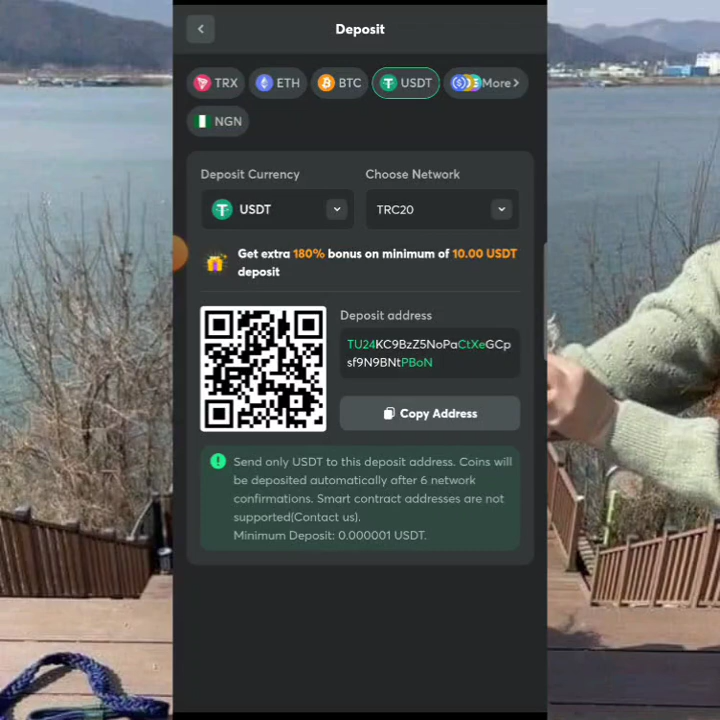 Deposit
TRX ETH BTC USDT More >
NGN
Deposit Currency Choose Network
USDT TRC20
Get extra 180% bonus on minimum of 10.00 USDT
deposit
Deposit address
TU24KC9BzZ5NoPaCtXeGCp
sf9N9BNtPBoN
Copy Address
Send only USDT to this deposit address. Coins will
be deposited automatically after 6 network
confirmations. Smart contract addresses are not
supported(Contact us).
Minimum Deposit: 0.000001 USDT.